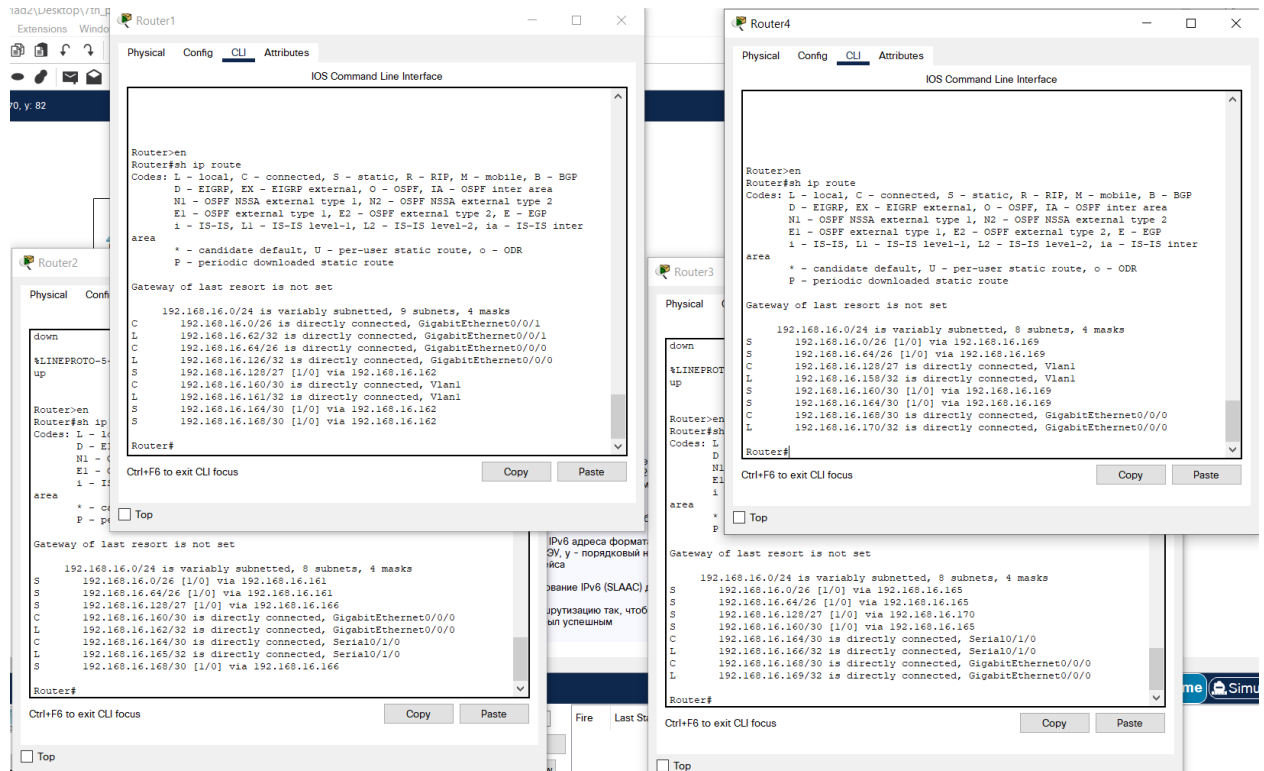 Extensions
Router1
Physical Config CLI Attributes
IOS Command Line Interface
Router>en
Router#sh ip route
Codes: L - local, C - connected, S - static, R - RIP, M - mobile, B - BGP
D - EIGRP, EX - EIGRP external, O - OSPF, IA - OSPF inter area
N1 - OSPF NSSA external type 1, N2 - OSPF NSSA external type 2
E1 - OSPF external type 1, E2 - OSPF external type 2, E - EGP
i - IS-IS, L1 - IS-IS level-1, L2 - IS-IS level-2, ia - IS-IS inter
area
* - candidate default, U - per-user static route, o - ODR
P - periodic downloaded static route
Gateway of last resort is not set
192.168.16.0/24 is variably subnetted, 9 subnets, 4 masks
C 192.168.16.0/26 is directly connected, GigabitEthernet0/0/1
L 192.168.16.62/32 is directly connected, GigabitEthernet0/0/1
C 192.168.16.64/26 is directly connected, GigabitEthernet0/0/0
L 192.168.16.126/32 is directly connected, GigabitEthernet0/0/0
S 192.168.16.128/27 [1/0] via 192.168.16.162
C 192.168.16.160/30 is directly connected, Vlan1
L 192.168.16.161/32 is directly connected, Vlan1
S 192.168.16.164/30 [1/0] via 192.168.16.162
S 192.168.16.168/30 [1/0] via 192.168.16.162
Router#
Ctrl+F6 to exit CLI focus
Copy Paste
Top
Router4
Physical Config CLI Attributes
IOS Command Line Interface
Router>en
Router#sh ip route
Codes: L - local, C - connected, S - static, R - RIP, M - mobile, B - BGP
D - EIGRP, EX - EIGRP external, O - OSPF, IA - OSPF inter area
N1 - OSPF NSSA external type 1, N2 - OSPF NSSA external type 2
E1 - OSPF external type 1, E2 - OSPF external type 2, E - EGP
i - IS-IS, L1 - IS-IS level-1, L2 - IS-IS level-2, ia - IS-IS inter
area
* - candidate default, U - per-user static route, o - ODR
P - periodic downloaded static route
Gateway of last resort is not set
192.168.16.0/24 is variably subnetted, 8 subnets, 4 masks
S 192.168.16.0/26 [1/0] via 192.168.16.169
S 192.168.16.64/26 [1/0] via 192.168.16.169
C 192.168.16.128/27 is directly connected, Vlan1
L 192.168.16.158/32 is directly connected, Vlan1
S 192.168.16.160/30 [1/0] via 192.168.16.169
S 192.168.16.164/30 [1/0] via 192.168.16.169
C 192.168.16.168/30 is directly connected, GigabitEthernet0/0/0
L 192.168.16.170/32 is directly connected, GigabitEthernet0/0/0
Router#
Ctrl+F6 to exit CLI focus
Copy Paste
Top
Router2
Physical
down
%LINEPROTO-5-
up
Router>en
Router#sh ip
Codes: L - lo
D - E
N1 -
E1 -
i - I
area
* - ca
P - pe
Gateway of last resort is not set
192.168.16.0/24 is variably subnetted, 8 subnets, 4 masks
S 192.168.16.0/26 [1/0] via 192.168.16.161
S 192.168.16.64/26 [1/0] via 192.168.16.161
S 192.168.16.128/27 [1/0] via 192.168.16.166
C 192.168.16.160/30 is directly connected, GigabitEthernet0/0/0
L 192.168.16.162/32 is directly connected, GigabitEthernet0/0/0
C 192.168.16.164/30 is directly connected, Serial0/1/0
L 192.168.16.165/32 is directly connected, Serial0/1/0
S 192.168.16.168/30 [1/0] via 192.168.16.166
Router#
Ctrl+F6 to exit CLI focus
Copy Paste
Top
IPv6 адреса
у - порядковый
IPv6 (SLAAC)
так, чтоб
успешным
Fire Last
Router3
Physical
down
%LINEPROT
up
Router>en
Router#sh
Codes: L
D
N1
E1
i
area
*
P
Gateway of last resort is not set
192.168.16.0/24 is variably subnetted, 8 subnets, 4 masks
S 192.168.16.0/26 [1/0] via 192.168.16.165
S 192.168.16.64/26 [1/0] via 192.168.16.165
S 192.168.16.128/27 [1/0] via 192.168.16.170
S 192.168.16.160/30 [1/0] via 192.168.16.165
C 192.168.16.164/30 is directly connected, Serial0/1/0
L 192.168.16.166/32 is directly connected, Serial0/1/0
C 192.168.16.168/30 is directly connected, GigabitEthernet0/0/0
L 192.168.16.169/32 is directly connected, GigabitEthernet0/0/0
Router#
Ctrl+F6 to exit CLI focus
Copy Paste
Top